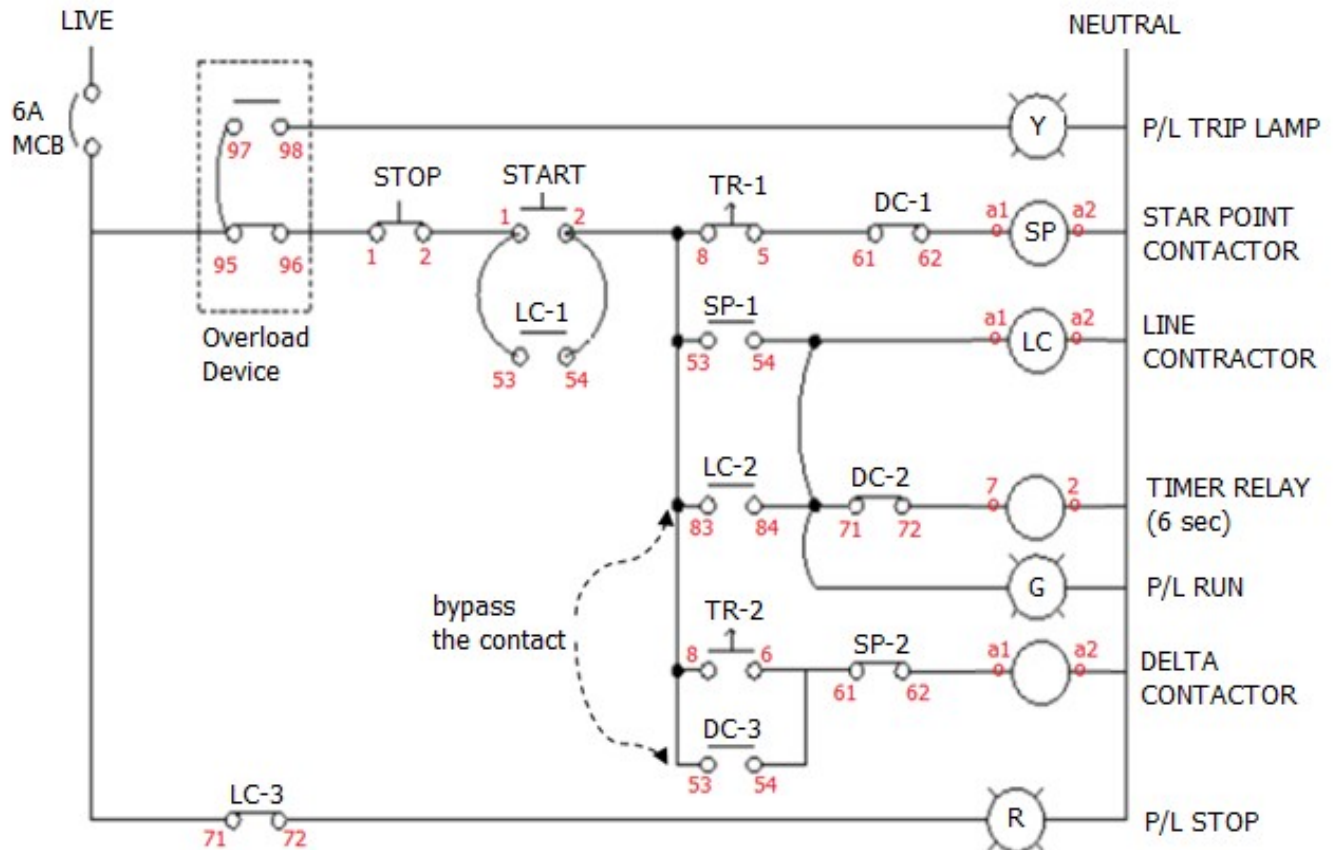 LIVE
NEUTRAL
6A
MCB
97 98
Y
P/L TRIP LAMP
STOP
START
1 2
95 96
1 2
TR-1
8 5
DC-1
61 62
a1 SP a2
STAR POINT
CONTACTOR
Overload
Device
LC-1
53 54
SP-1
53 54
a1 LC a2
LINE
CONTRACTOR
LC-2
83 84
DC-2
71 72
7 2
TIMER RELAY
(6 sec)
G
P/L RUN
bypass
the contact
TR-2
8 6
SP-2
61 62
a1 a2
DELTA
CONTACTOR
DC-3
53 54
LC-3
71 72
R
P/L STOP